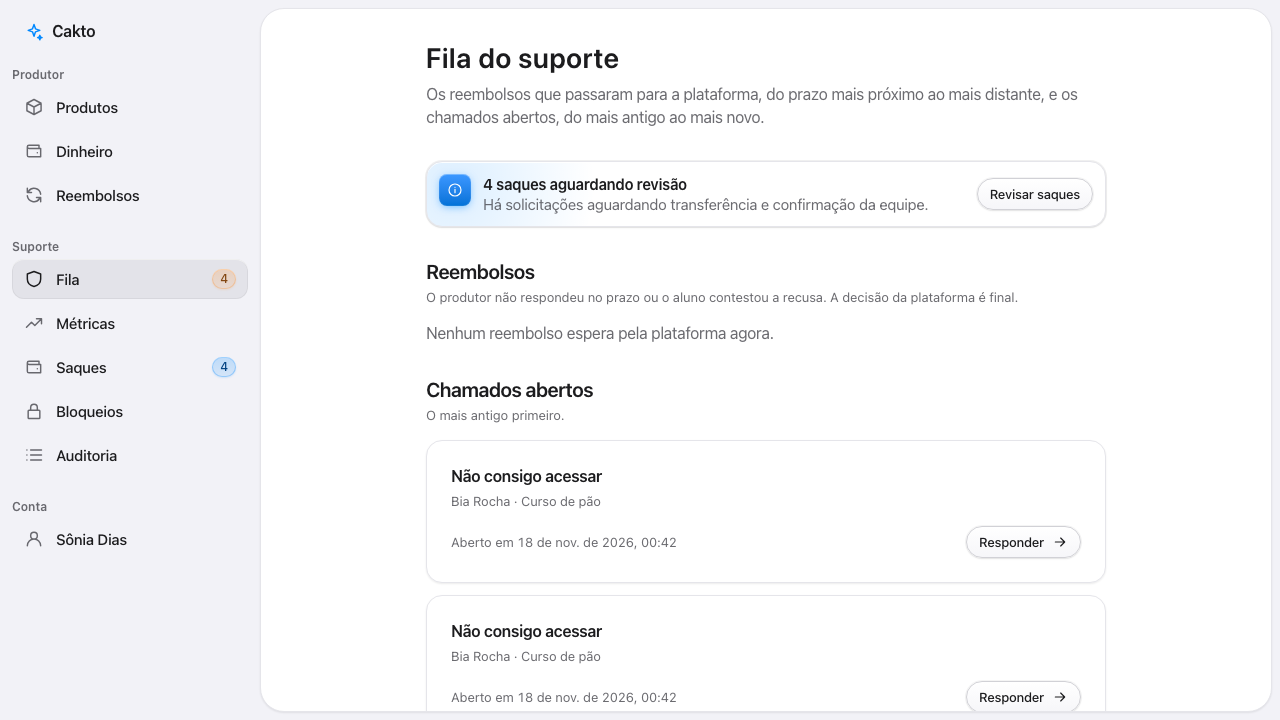 Cakto
Produtor
Produtos
Dinheiro
Reembolsos
Suporte
Fila 4
Métricas
Saques 4
Bloqueios
Auditoria
Conta
Sônia Dias
Fila do suporte
Os reembolsos que passaram para a plataforma, do prazo mais próximo ao mais distante, e os
chamados abertos, do mais antigo ao mais novo.
4 saques aguardando revisão
Há solicitações aguardando transferência e confirmação da equipe.
Revisar saques
Reembolsos
O produtor não respondeu no prazo ou o aluno contestou a recusa. A decisão da plataforma é final.
Nenhum reembolso espera pela plataforma agora.
Chamados abertos
O mais antigo primeiro.
Não consigo acessar
Bia Rocha · Curso de pão
Aberto em 18 de nov. de 2026, 00:42
Responder →
Não consigo acessar
Bia Rocha · Curso de pão
Aberto em 18 de nov. de 2026, 00:42
Responder →